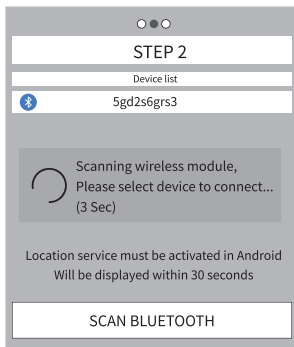 STEP 2
Device list
5gd2s6grs3
Scanning wireless module,
Please select device to connect...
(3 Sec)
Location service must be activated in Android
Will be displayed within 30 seconds
SCAN BLUETOOTH